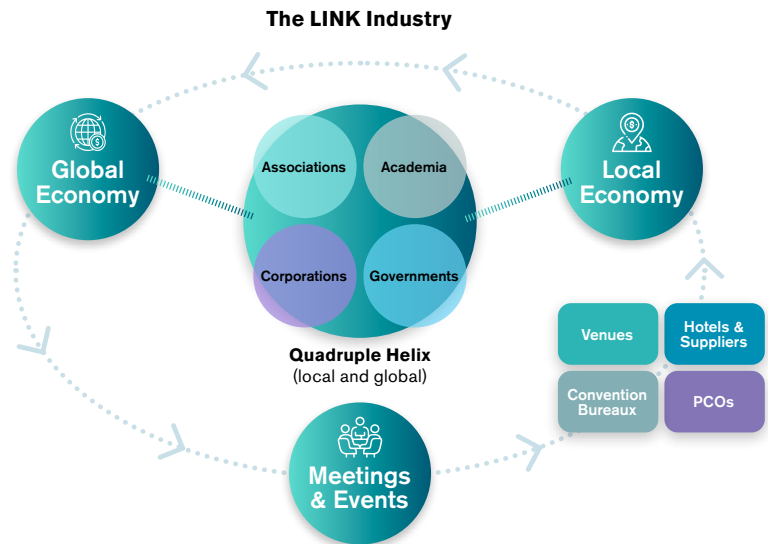 The LINK Industry
Global
Economy
Associations
Academia
Local
Economy
Corporations
Governments
Quadruple Helix
(local and global)
Venues
Hotels &
Suppliers
Convention
Bureaux
PCOs
Meetings
& Events